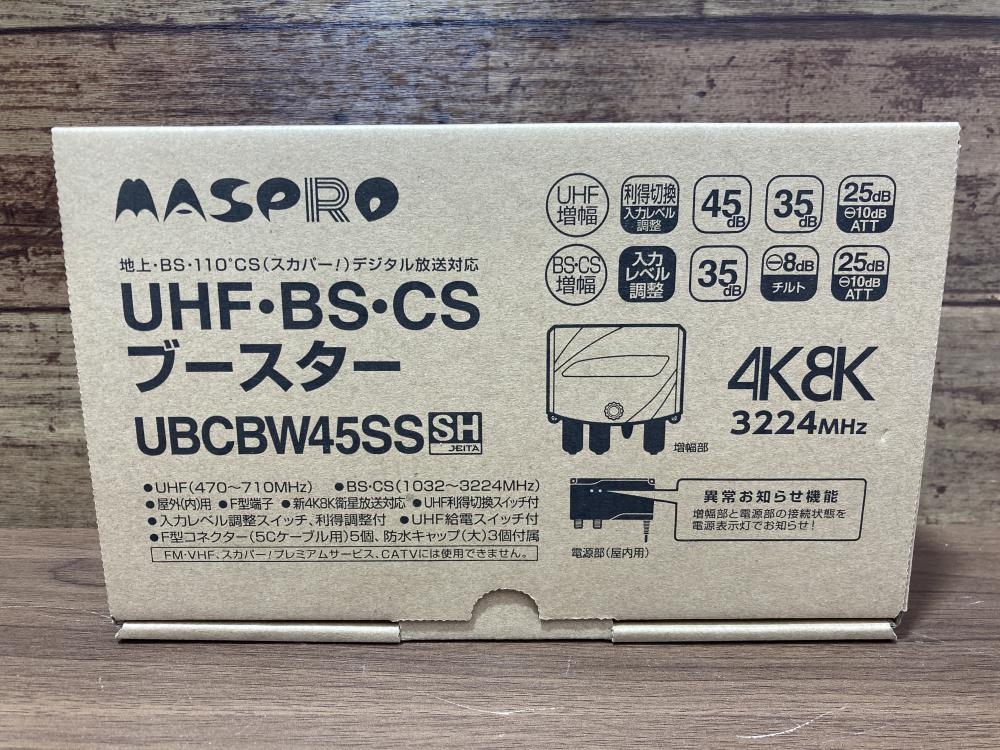 MASPRO
地上・BS・110°CS(スカパー!)デジタル放送対応
UHF・BS・CS
ブースター
UBCBW45SS SH
JEITA
●UHF(470〜710MHz) ●BS・CS(1032〜3224MHz)
●屋外(内)用 ●F型端子 ●新4K8K衛星放送対応 ●UHF利得切換スイッチ付
●入力レベル調整スイッチ、利得調整付 ●UHF給電スイッチ付
●F型コネクター(5Cケーブル用)5個、防水キャップ(大)3個付属
FM・VHF、スカパー!プレミアムサービス、CATVには使用できません。
UHF
増幅
利得切換
入力レベル
調整
45dB
35dB
25dB
⊖10dB
ATT
BS・CS
増幅
入力
レベル
調整
35dB
⊖8dB
チルト
25dB
⊖10dB
ATT
増幅部
4K8K
3224MHz
電源部(屋内用)
異常お知らせ機能
増幅部と電源部の接続状態を
電源表示灯でお知らせ!